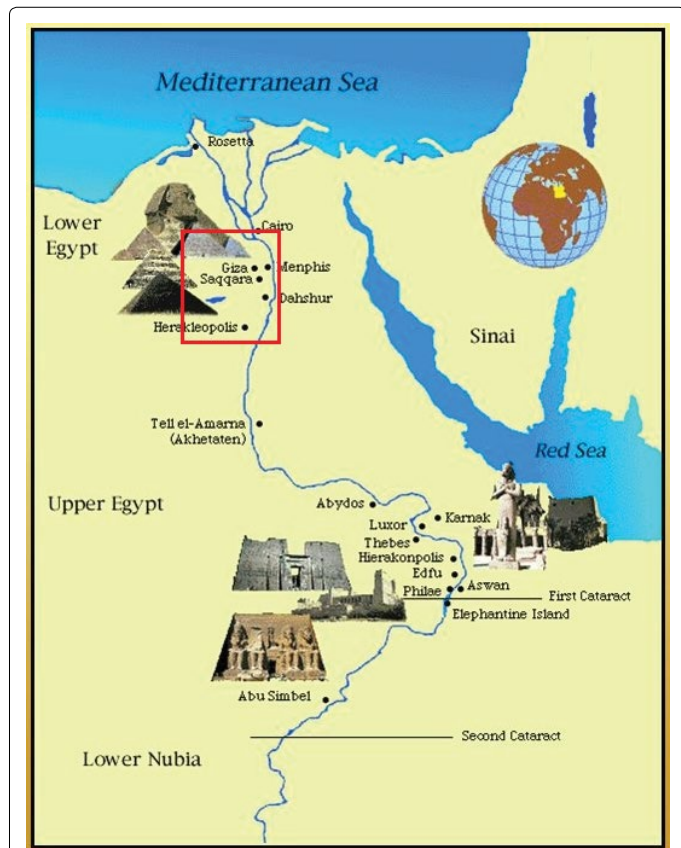 Mediterranean Sea
Rosetta
Lower
Egypt
Cairo
Giza
Menphis
Saqqara
Dahshur
Herakleopolis
Sinai
Tell el-Amarna
(Akhetaten)
Red Sea
Upper Egypt
Abydos
Karnak
Luxor
Thebes
Hierakonpolis
Edfu
Philae
Aswan
First Cataract
Elephantine Island
Abu Simbel
Second Cataract
Lower Nubia